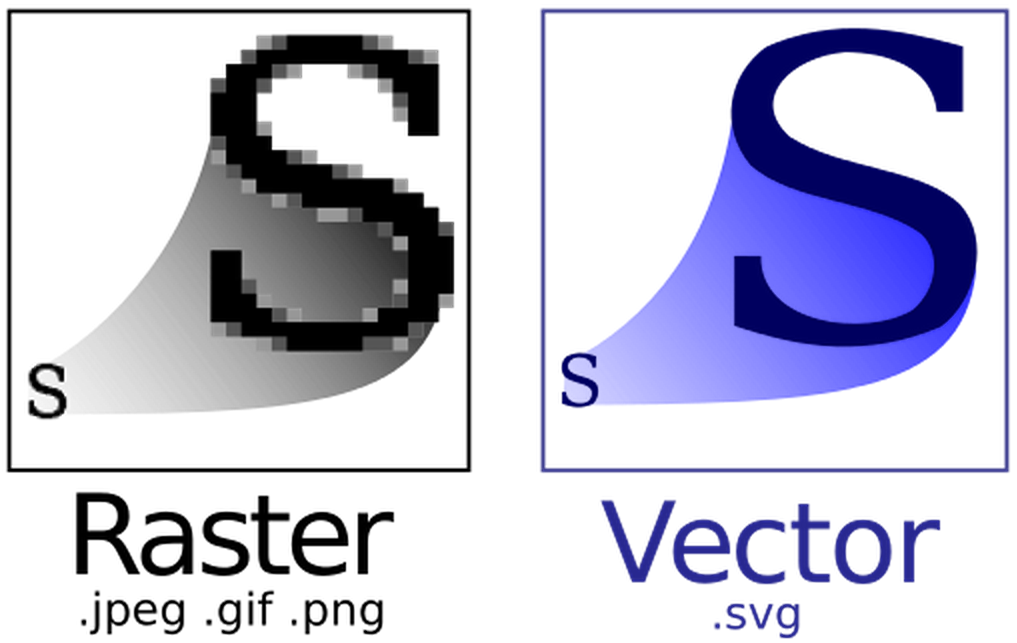 S
S
Raster
.jpeg .gif .png
S
S
Vector
.svg